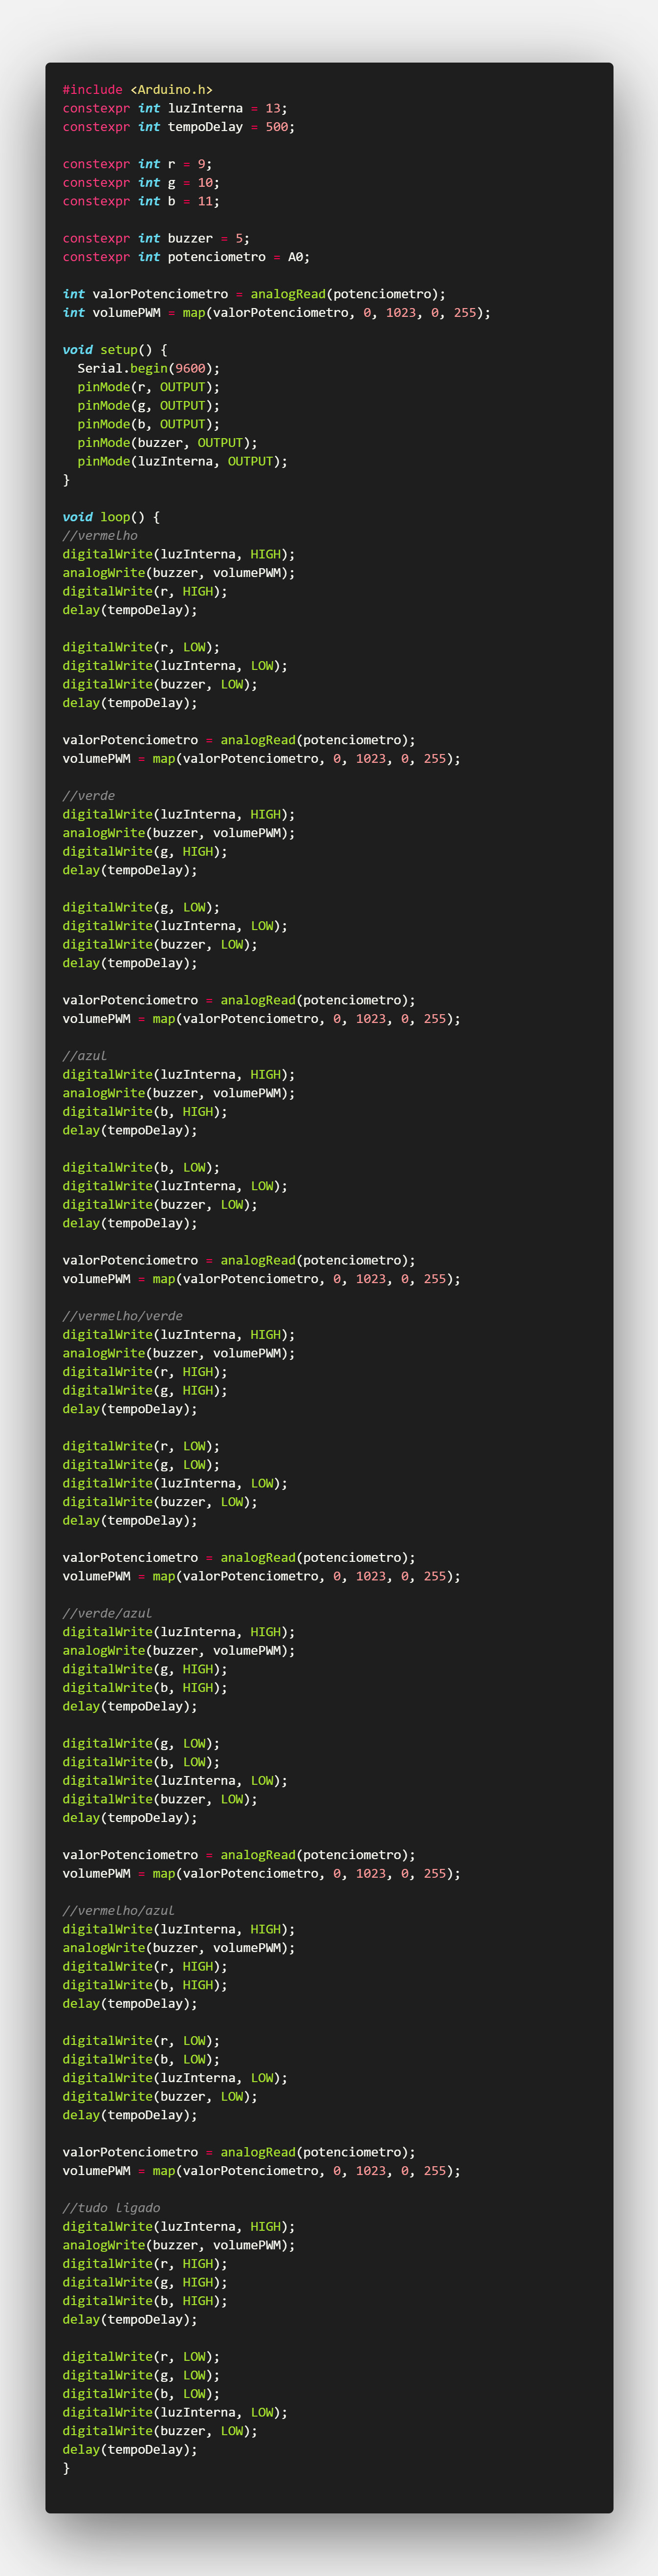 #include <Arduino.h>
constexpr int luzInterna = 13;
constexpr int tempoDelay = 500;

constexpr int r = 9;
constexpr int g = 10;
constexpr int b = 11;

constexpr int buzzer = 5;
constexpr int potenciometro = A0;

int valorPotenciometro = analogRead(potenciometro);
int volumePWM = map(valorPotenciometro, 0, 1023, 0, 255);

void setup() {
  Serial.begin(9600);
  pinMode(r, OUTPUT);
  pinMode(g, OUTPUT);
  pinMode(b, OUTPUT);
  pinMode(buzzer, OUTPUT);
  pinMode(luzInterna, OUTPUT);
}

void loop() {
//vermelho
digitalWrite(luzInterna, HIGH);
analogWrite(buzzer, volumePWM);
digitalWrite(r, HIGH);
delay(tempoDelay);

digitalWrite(r, LOW);
digitalWrite(luzInterna, LOW);
digitalWrite(buzzer, LOW);
delay(tempoDelay);

valorPotenciometro = analogRead(potenciometro);
volumePWM = map(valorPotenciometro, 0, 1023, 0, 255);

//verde
digitalWrite(luzInterna, HIGH);
analogWrite(buzzer, volumePWM);
digitalWrite(g, HIGH);
delay(tempoDelay);

digitalWrite(g, LOW);
digitalWrite(luzInterna, LOW);
digitalWrite(buzzer, LOW);
delay(tempoDelay);

valorPotenciometro = analogRead(potenciometro);
volumePWM = map(valorPotenciometro, 0, 1023, 0, 255);

//azul
digitalWrite(luzInterna, HIGH);
analogWrite(buzzer, volumePWM);
digitalWrite(b, HIGH);
delay(tempoDelay);

digitalWrite(b, LOW);
digitalWrite(luzInterna, LOW);
digitalWrite(buzzer, LOW);
delay(tempoDelay);

valorPotenciometro = analogRead(potenciometro);
volumePWM = map(valorPotenciometro, 0, 1023, 0, 255);

//vermelho/verde
digitalWrite(luzInterna, HIGH);
analogWrite(buzzer, volumePWM);
digitalWrite(r, HIGH);
digitalWrite(g, HIGH);
delay(tempoDelay);

digitalWrite(r, LOW);
digitalWrite(g, LOW);
digitalWrite(luzInterna, LOW);
digitalWrite(buzzer, LOW);
delay(tempoDelay);

valorPotenciometro = analogRead(potenciometro);
volumePWM = map(valorPotenciometro, 0, 1023, 0, 255);

//verde/azul
digitalWrite(luzInterna, HIGH);
analogWrite(buzzer, volumePWM);
digitalWrite(g, HIGH);
digitalWrite(b, HIGH);
delay(tempoDelay);

digitalWrite(g, LOW);
digitalWrite(b, LOW);
digitalWrite(luzInterna, LOW);
digitalWrite(buzzer, LOW);
delay(tempoDelay);

valorPotenciometro = analogRead(potenciometro);
volumePWM = map(valorPotenciometro, 0, 1023, 0, 255);

//vermelho/azul
digitalWrite(luzInterna, HIGH);
analogWrite(buzzer, volumePWM);
digitalWrite(r, HIGH);
digitalWrite(b, HIGH);
delay(tempoDelay);

digitalWrite(r, LOW);
digitalWrite(b, LOW);
digitalWrite(luzInterna, LOW);
digitalWrite(buzzer, LOW);
delay(tempoDelay);

valorPotenciometro = analogRead(potenciometro);
volumePWM = map(valorPotenciometro, 0, 1023, 0, 255);

//tudo ligado
digitalWrite(luzInterna, HIGH);
analogWrite(buzzer, volumePWM);
digitalWrite(r, HIGH);
digitalWrite(g, HIGH);
digitalWrite(b, HIGH);
delay(tempoDelay);

digitalWrite(r, LOW);
digitalWrite(g, LOW);
digitalWrite(b, LOW);
digitalWrite(luzInterna, LOW);
digitalWrite(buzzer, LOW);
delay(tempoDelay);
}